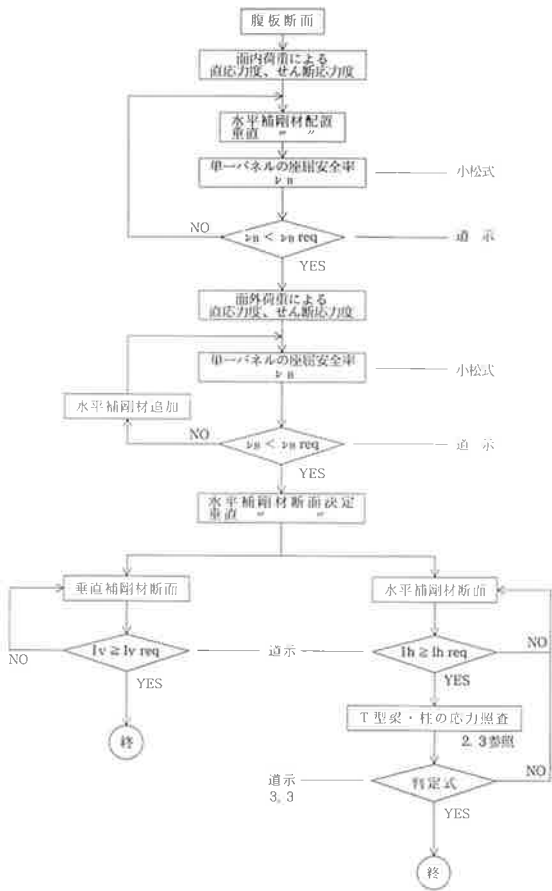 腹板断面
面内荷重による
直応力度、せん断応力度
水平補剛材配置
垂直 〃 〃
単一パネルの座屈安全率
νB
小松式
νB < νB req
道 示
NO
YES
面外荷重による
直応力度、せん断応力度
単一パネルの座屈安全率
νB
小松式
水平補剛材追加
NO
νB < νB req
道 示
YES
水平補剛材断面決定
垂直 〃 〃
垂直補剛材断面
水平補剛材断面
Iv ≥ Iv req
道示
Ih ≥ Ih req
NO
NO
YES
YES
T型梁・柱の応力照査
2. 3参照
終
道示
3. 3
判定式
NO
YES
終